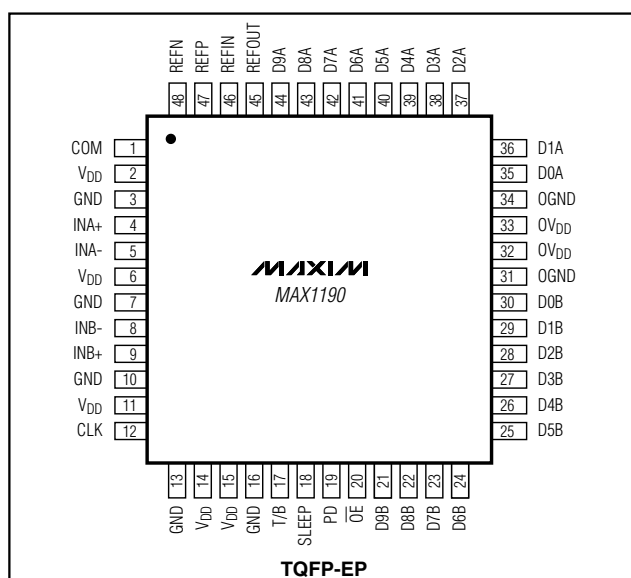 REFN REFP REFIN REFOUT D9A D8A D7A D6A D5A D4A D3A D2A
48 47 46 45 44 43 42 41 40 39 38 37
COM 1
VDD 2
GND 3
INA+ 4
INA- 5
VDD 6
GND 7
INB- 8
INB+ 9
GND 10
VDD 11
CLK 12
MAXIM
MAX1190
36 D1A
35 D0A
34 OGND
33 OVDD
32 OVDD
31 OGND
30 D0B
29 D1B
28 D2B
27 D3B
26 D4B
25 D5B
13 14 15 16 17 18 19 20 21 22 23 24
GND VDD VDD GND T/B SLEEP PD OE D9B D8B D7B D6B
TQFP-EP